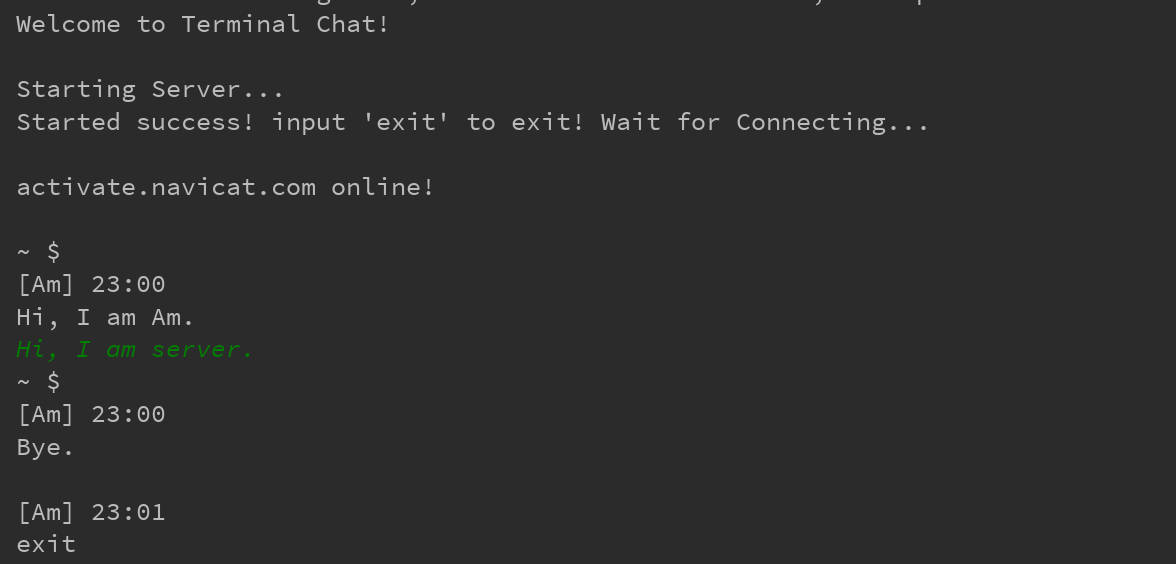 Welcome to Terminal Chat!
Starting Server...
Started success! input 'exit' to exit! Wait for Connecting...
activate.navicat.com online!
~ $
[Am] 23:00
Hi, I am Am.
Hi, I am server.
~ $
[Am] 23:00
Bye.
[Am] 23:01
exit